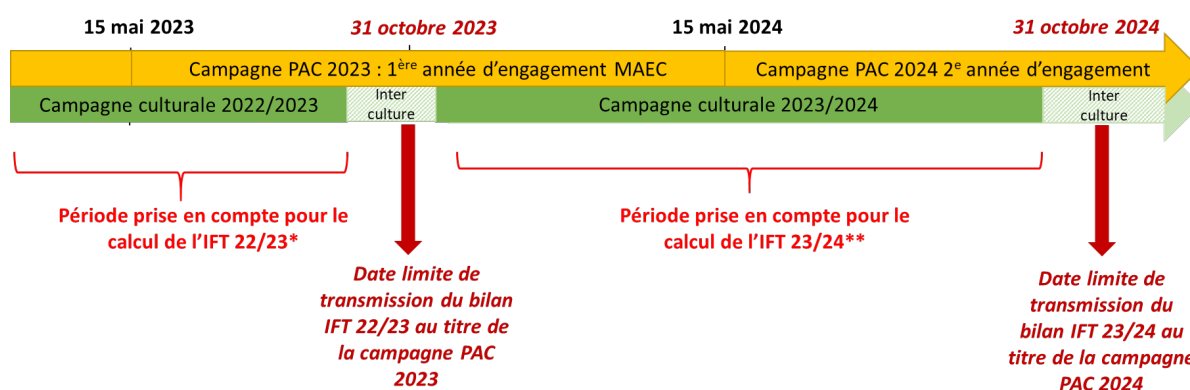 15 mai 2023
31 octobre 2023
15 mai 2024
31 octobre 2024
Campagne PAC 2023 : 1ère année d’engagement MAEC
Campagne PAC 2024 2e année d’engagement
Campagne culturale 2022/2023
Inter
culture
Campagne culturale 2023/2024
Inter
culture
Période prise en compte pour le
calcul de l’IFT 22/23*
Période prise en compte pour le
calcul de l’IFT 23/24**
Date limite de
transmission du bilan
IFT 22/23 au titre de
la campagne PAC
2023
Date limite de
transmission du
bilan IFT 23/24 au
titre de la campagne
PAC 2024